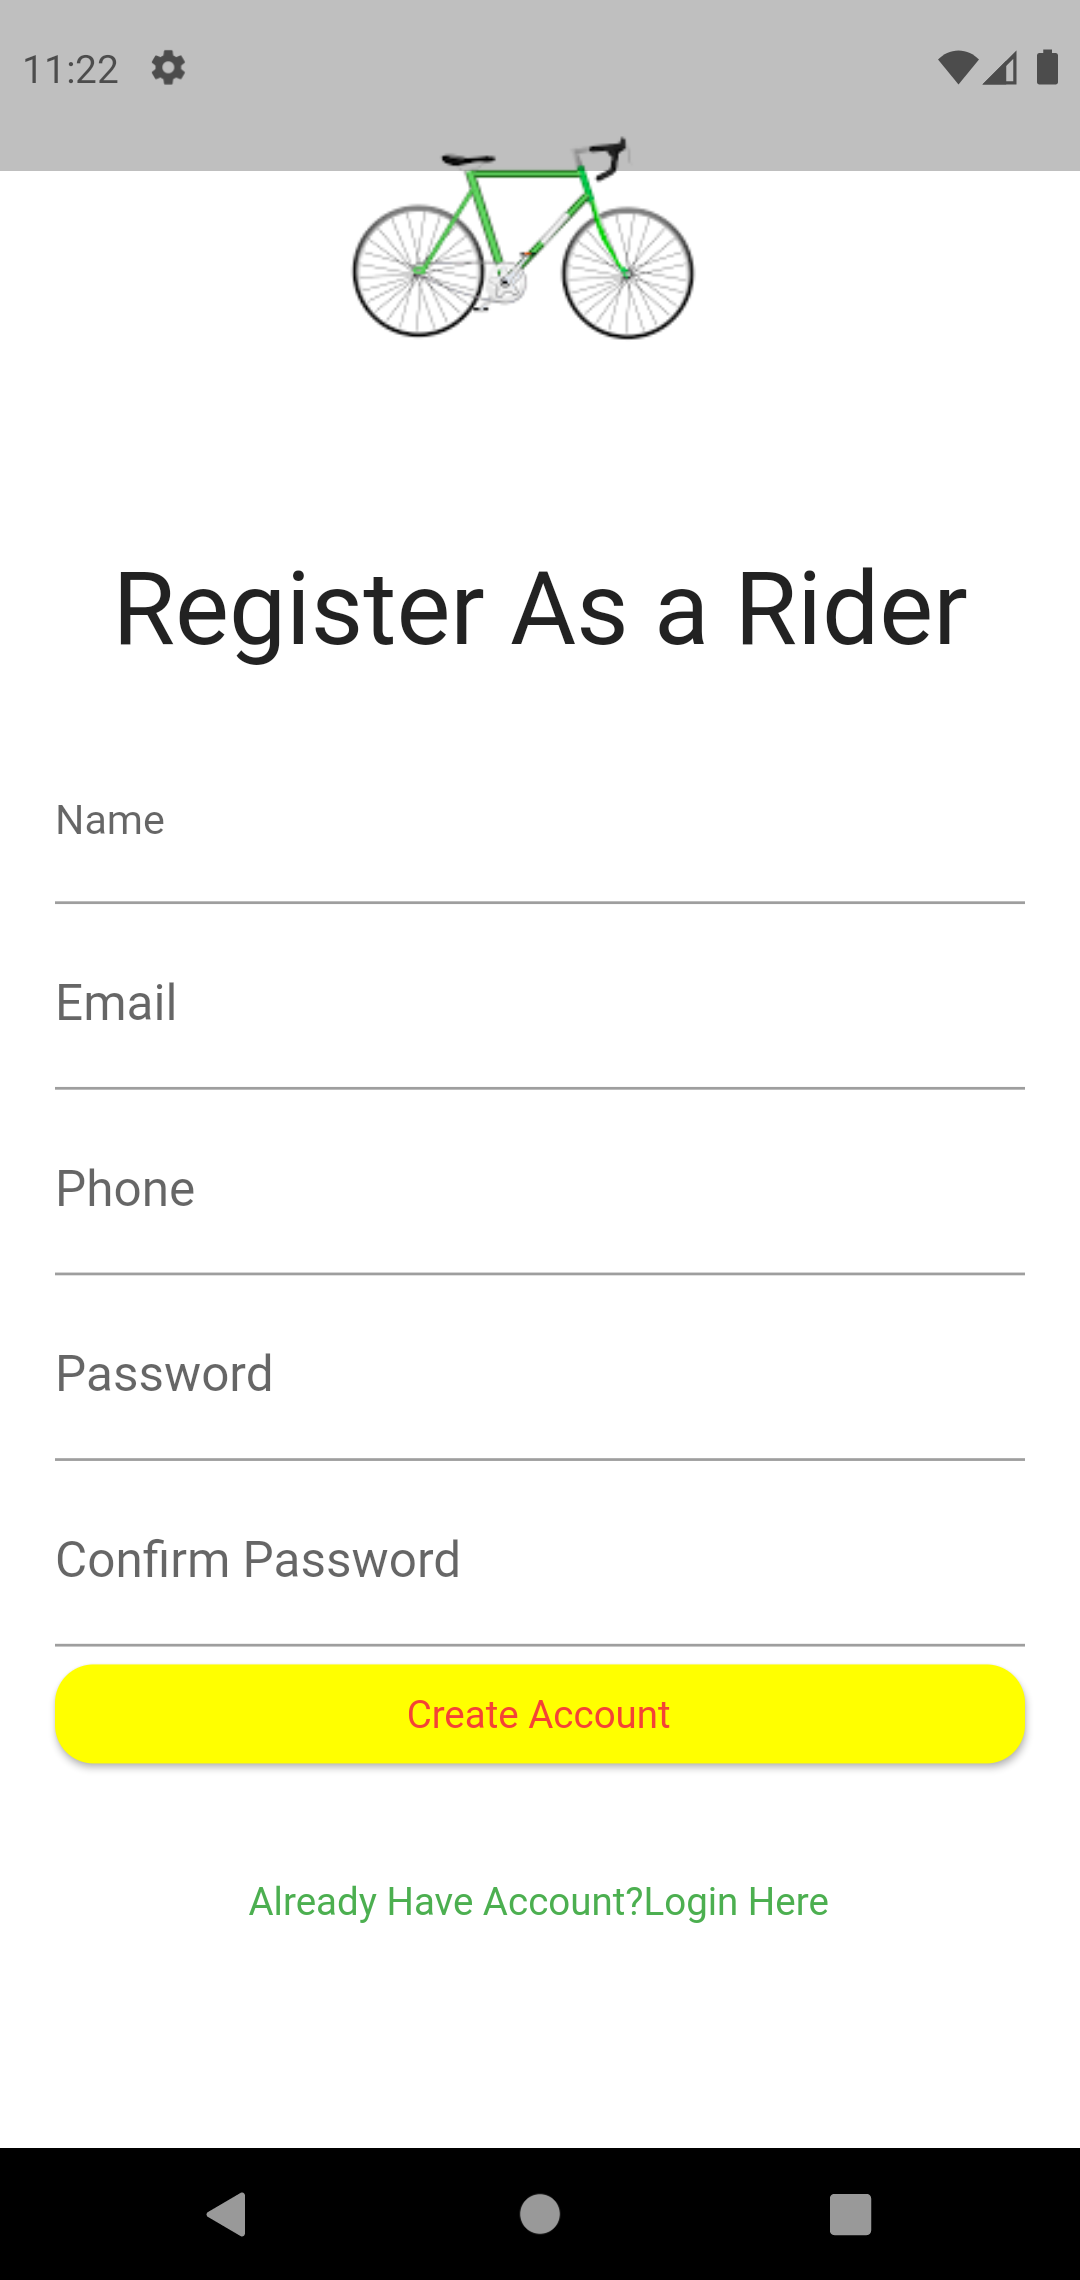 11:22
Register As a Rider
Name
Email
Phone
Password
Confirm Password
Create Account
Already Have Account?Login Here